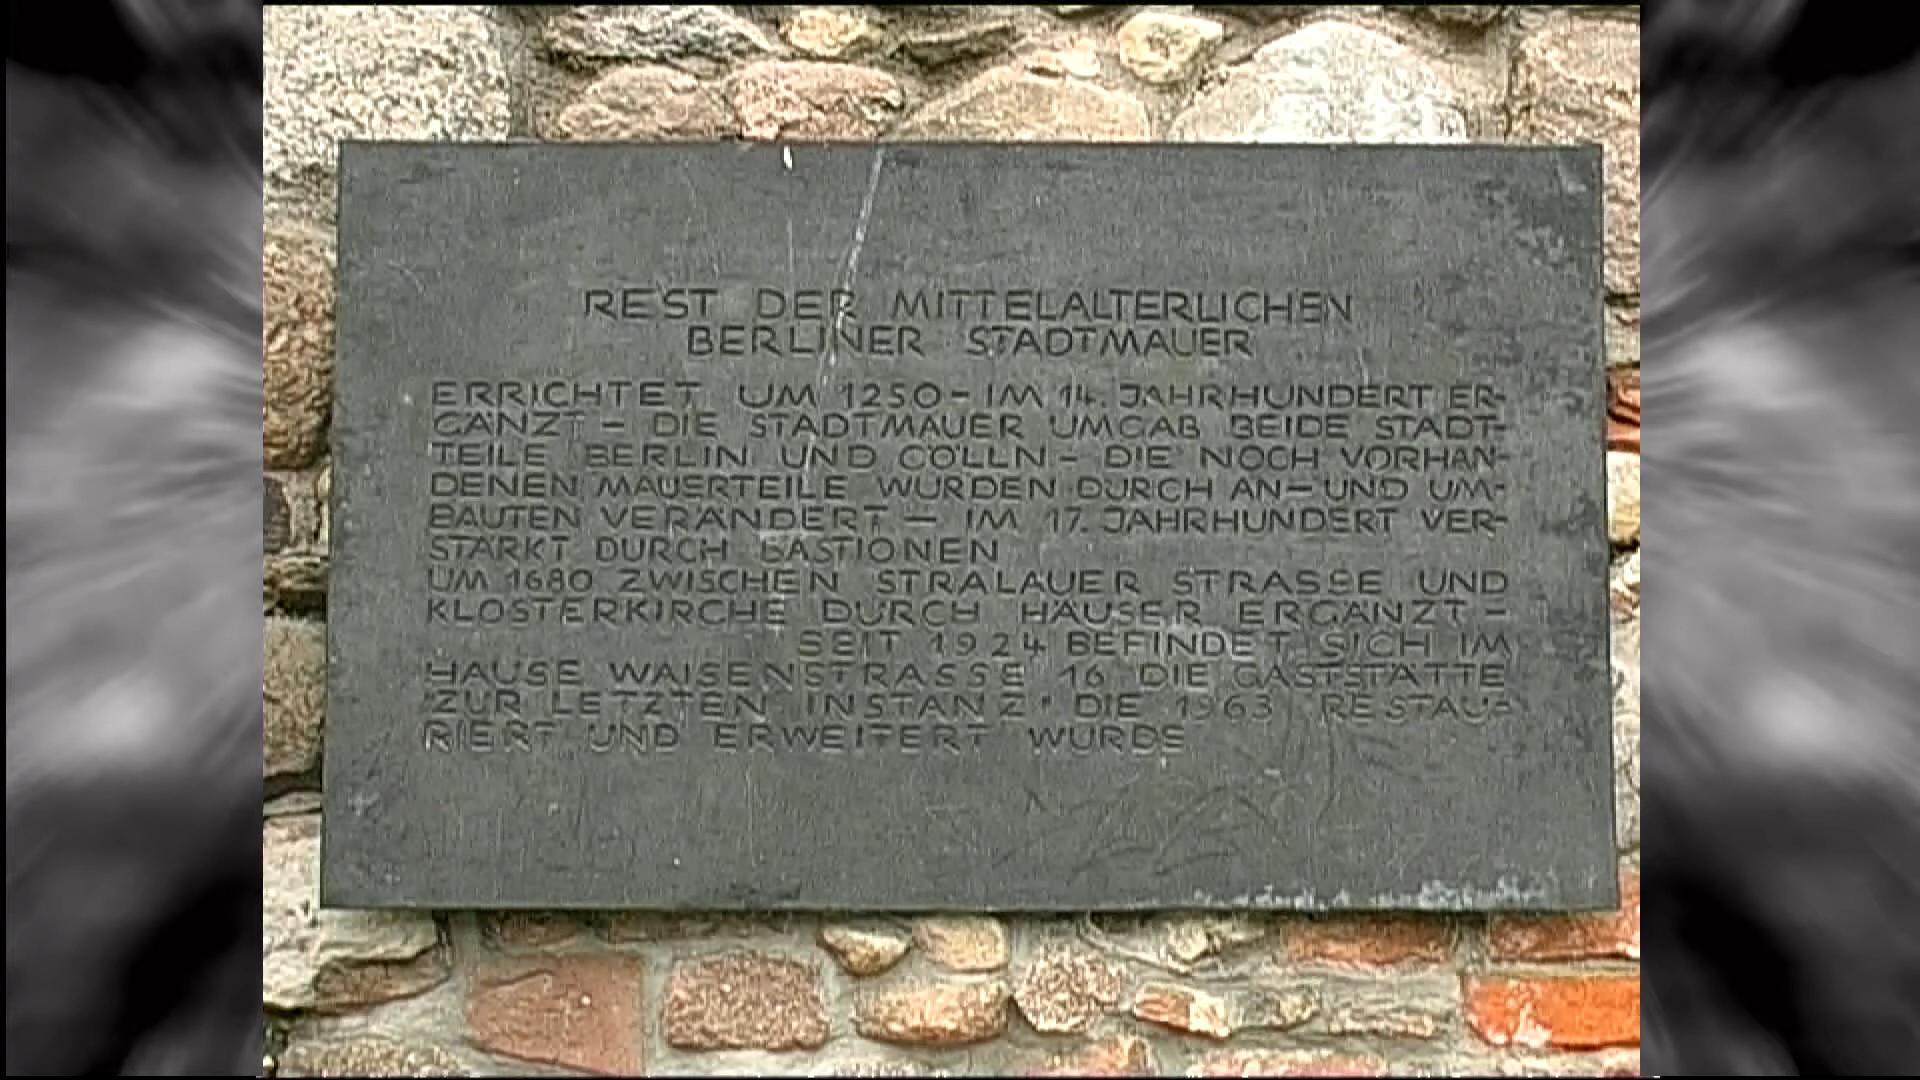 REST DER MITTELALTERLICHEN
BERLINER STADTMAUER
ERRICHTET UM 1250 - IM 14. JAHRHUNDERT ER-
GÄNZT - DIE STADTMAUER UMGAB BEIDE STADT-
TEILE BERLIN UND CÖLLN - DIE NOCH VORHAN-
DENEN MAUERTEILE WURDEN DURCH AN- UND UM-
BAUTEN VERÄNDERT - IM 17. JAHRHUNDERT VER-
STÄRKT DURCH BASTIONEN
UM 1680 ZWISCHEN STRALAUER STRASSE UND
KLOSTERKIRCHE DURCH HÄUSER ERGÄNZT -
SEIT 1924 BEFINDET SICH IM
HAUSE WAISENSTRASSE 16 DIE GASTSTÄTTE
"ZUR LETZTEN INSTANZ" DIE 1963 RESTAU-
RIERT UND ERWEITERT WURDE